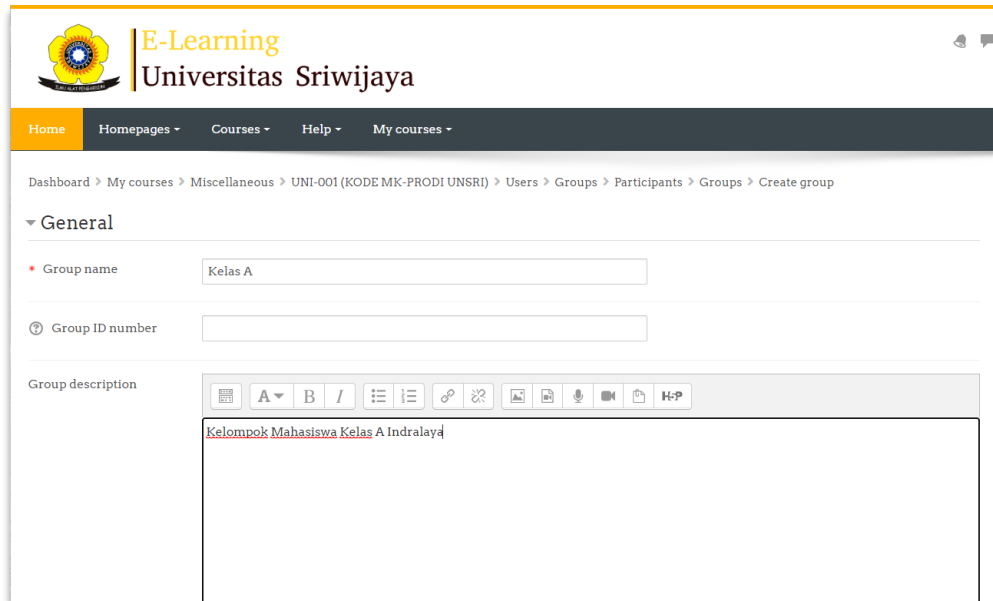 E-Learning
Universitas Sriwijaya
Home Homepages Courses Help My courses
Dashboard > My courses > Miscellaneous > UNI-001 (KODE MK-PRODI UNSRI) > Users > Groups > Participants > Groups > Create group
General
* Group name Kelas A
? Group ID number
Group description
A B I H-P
Kelompok Mahasiswa Kelas A Indralaya